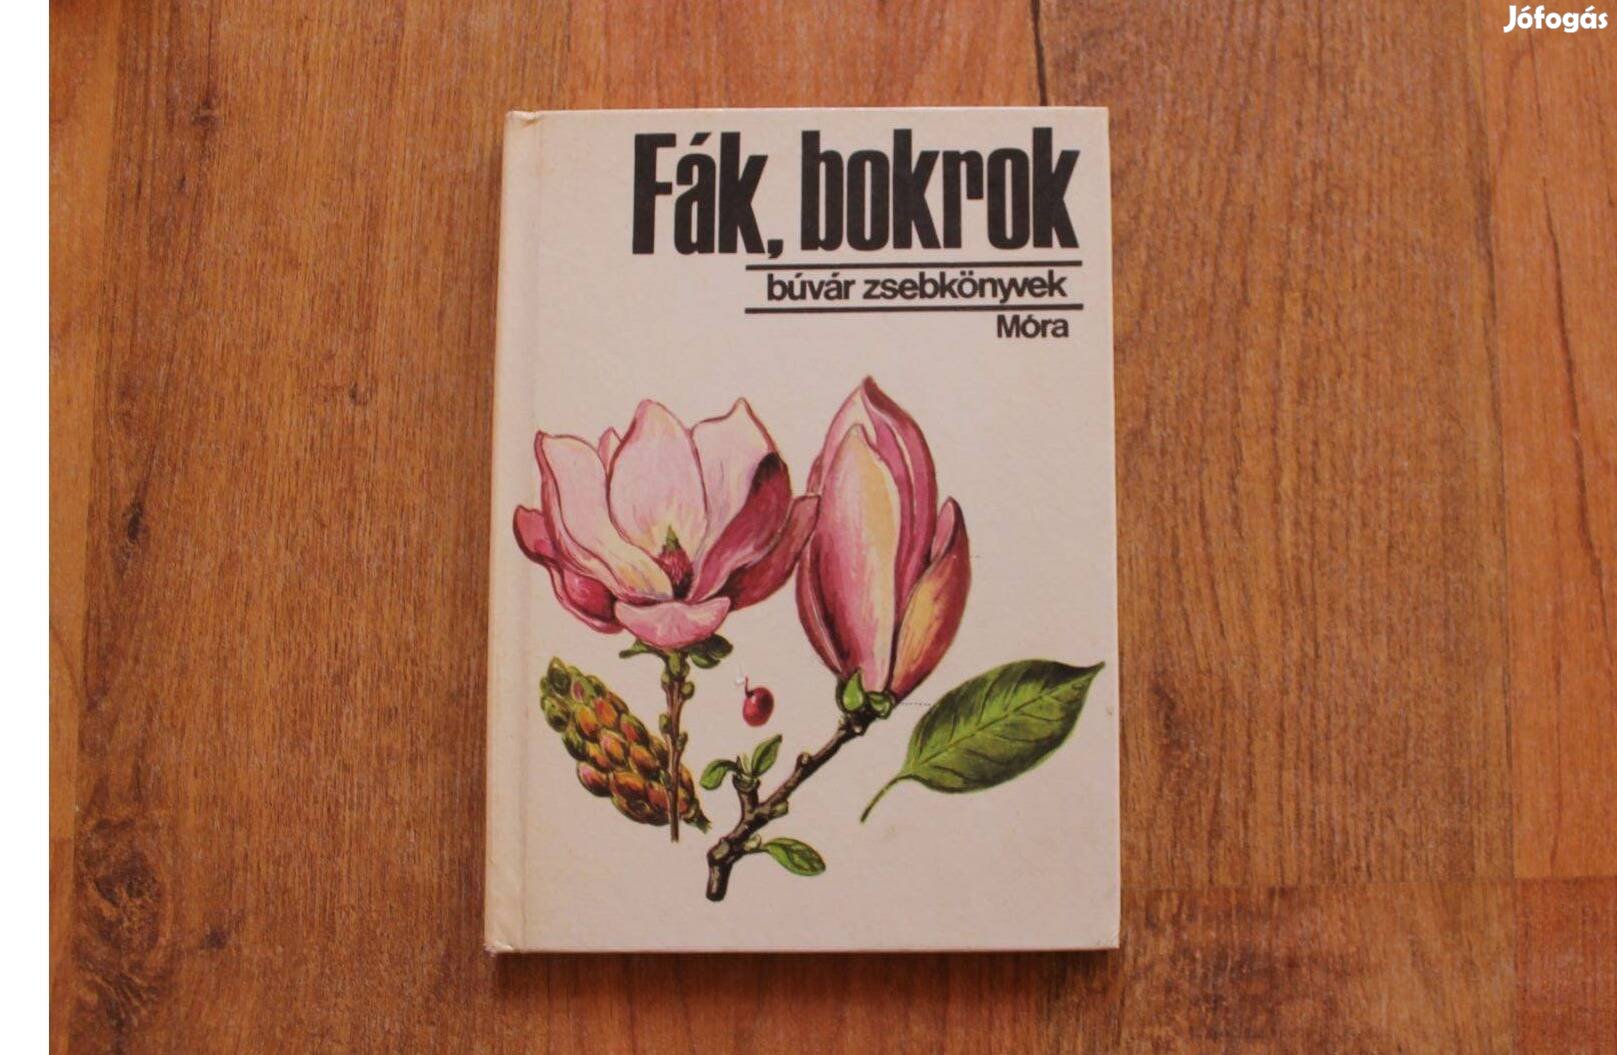 Jófogás
Fák, bokrok
búvár zsebkönyvek
Móra